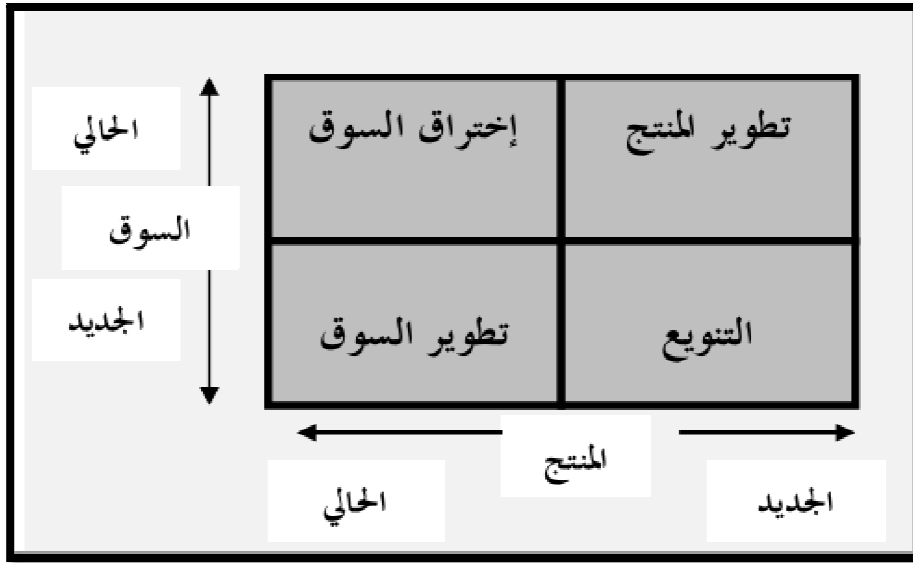 الحالي
إختراق السوق
تطوير المنتج
السوق
الجديد
تطوير السوق
التنويع
المنتج
الحالي
الجديد